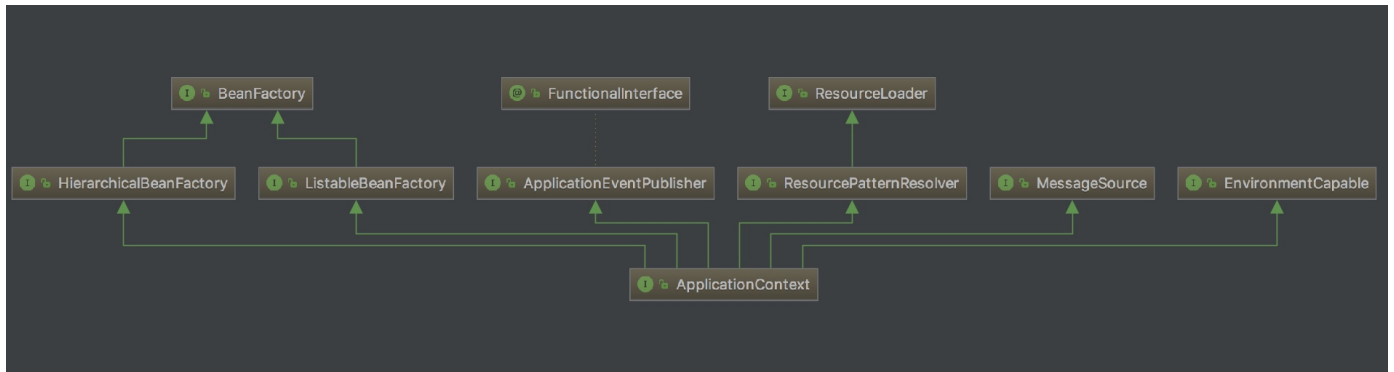 BeanFactory
FunctionalInterface
ResourceLoader
HierarchicalBeanFactory
ListableBeanFactory
ApplicationEventPublisher
ResourcePatternResolver
MessageSource
EnvironmentCapable
ApplicationContext